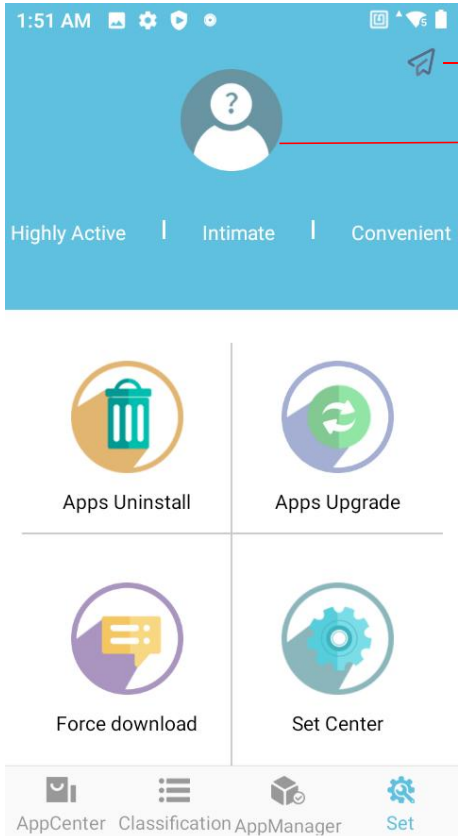 1:51 AM
?
Highly Active | Intimate | Convenient
Apps Uninstall Apps Upgrade
Force download Set Center
AppCenter Classification AppManager Set